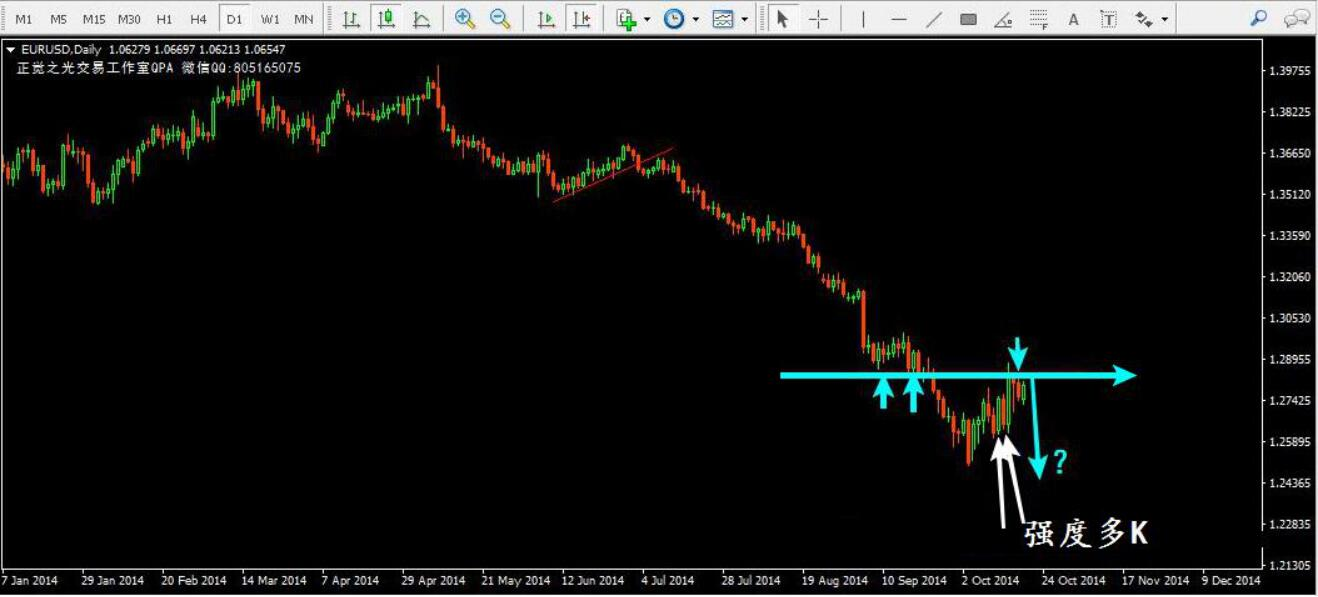 M1 M5 M15 M30 H1 H4 D1 W1 MN A T F
EURUSD,Daily 1.06279 1.06697 1.06213 1.06547
正觉之光交易工作室QPA 微信QQ:805165075
1.39755
1.38225
1.36650
1.35120
1.33590
1.32060
1.30530
1.28955
1.27425
1.25895
?
1.24365
1.22835
强度多K
1.21305
7 Jan 2014 29 Jan 2014 20 Feb 2014 14 Mar 2014 7 Apr 2014 29 Apr 2014 21 May 2014 12 Jun 2014 4 Jul 2014 28 Jul 2014 19 Aug 2014 10 Sep 2014 2 Oct 2014 24 Oct 2014 17 Nov 2014 9 Dec 2014